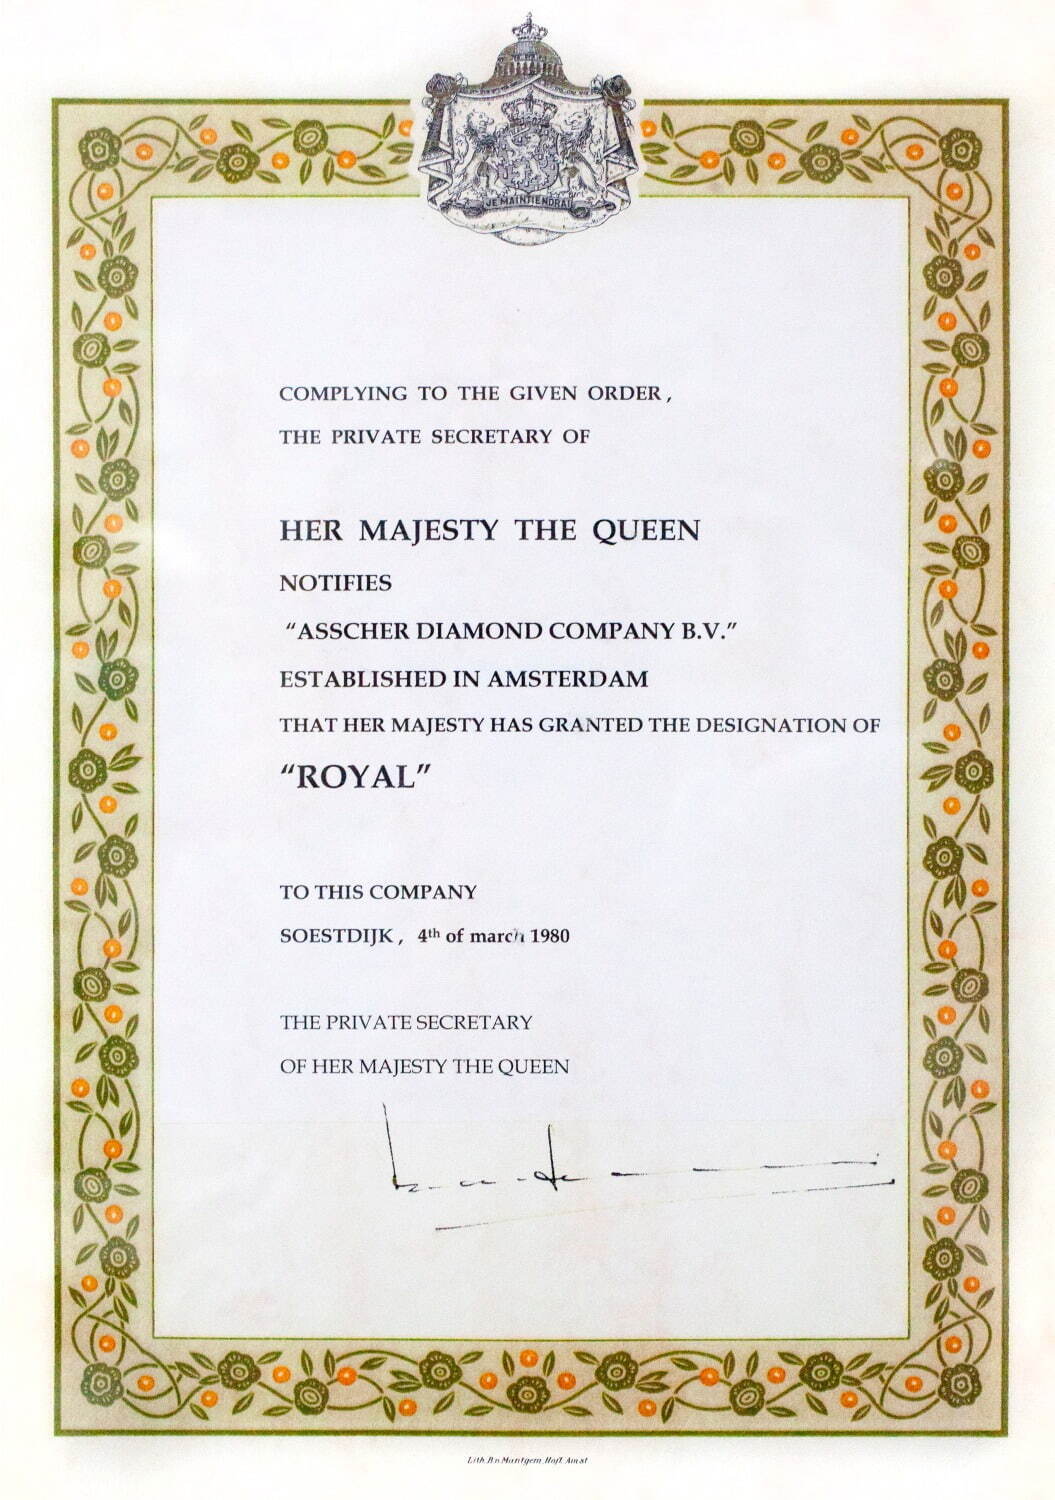 JE MAINTIENDRAI
COMPLYING TO THE GIVEN ORDER,
THE PRIVATE SECRETARY OF
HER MAJESTY THE QUEEN
NOTIFIES
“ASSCHER DIAMOND COMPANY B.V.”
ESTABLISHED IN AMSTERDAM
THAT HER MAJESTY HAS GRANTED THE DESIGNATION OF
“ROYAL”
TO THIS COMPANY
SOESTDIJK, 4th of march 1980
THE PRIVATE SECRETARY
OF HER MAJESTY THE QUEEN
Lith. Amst